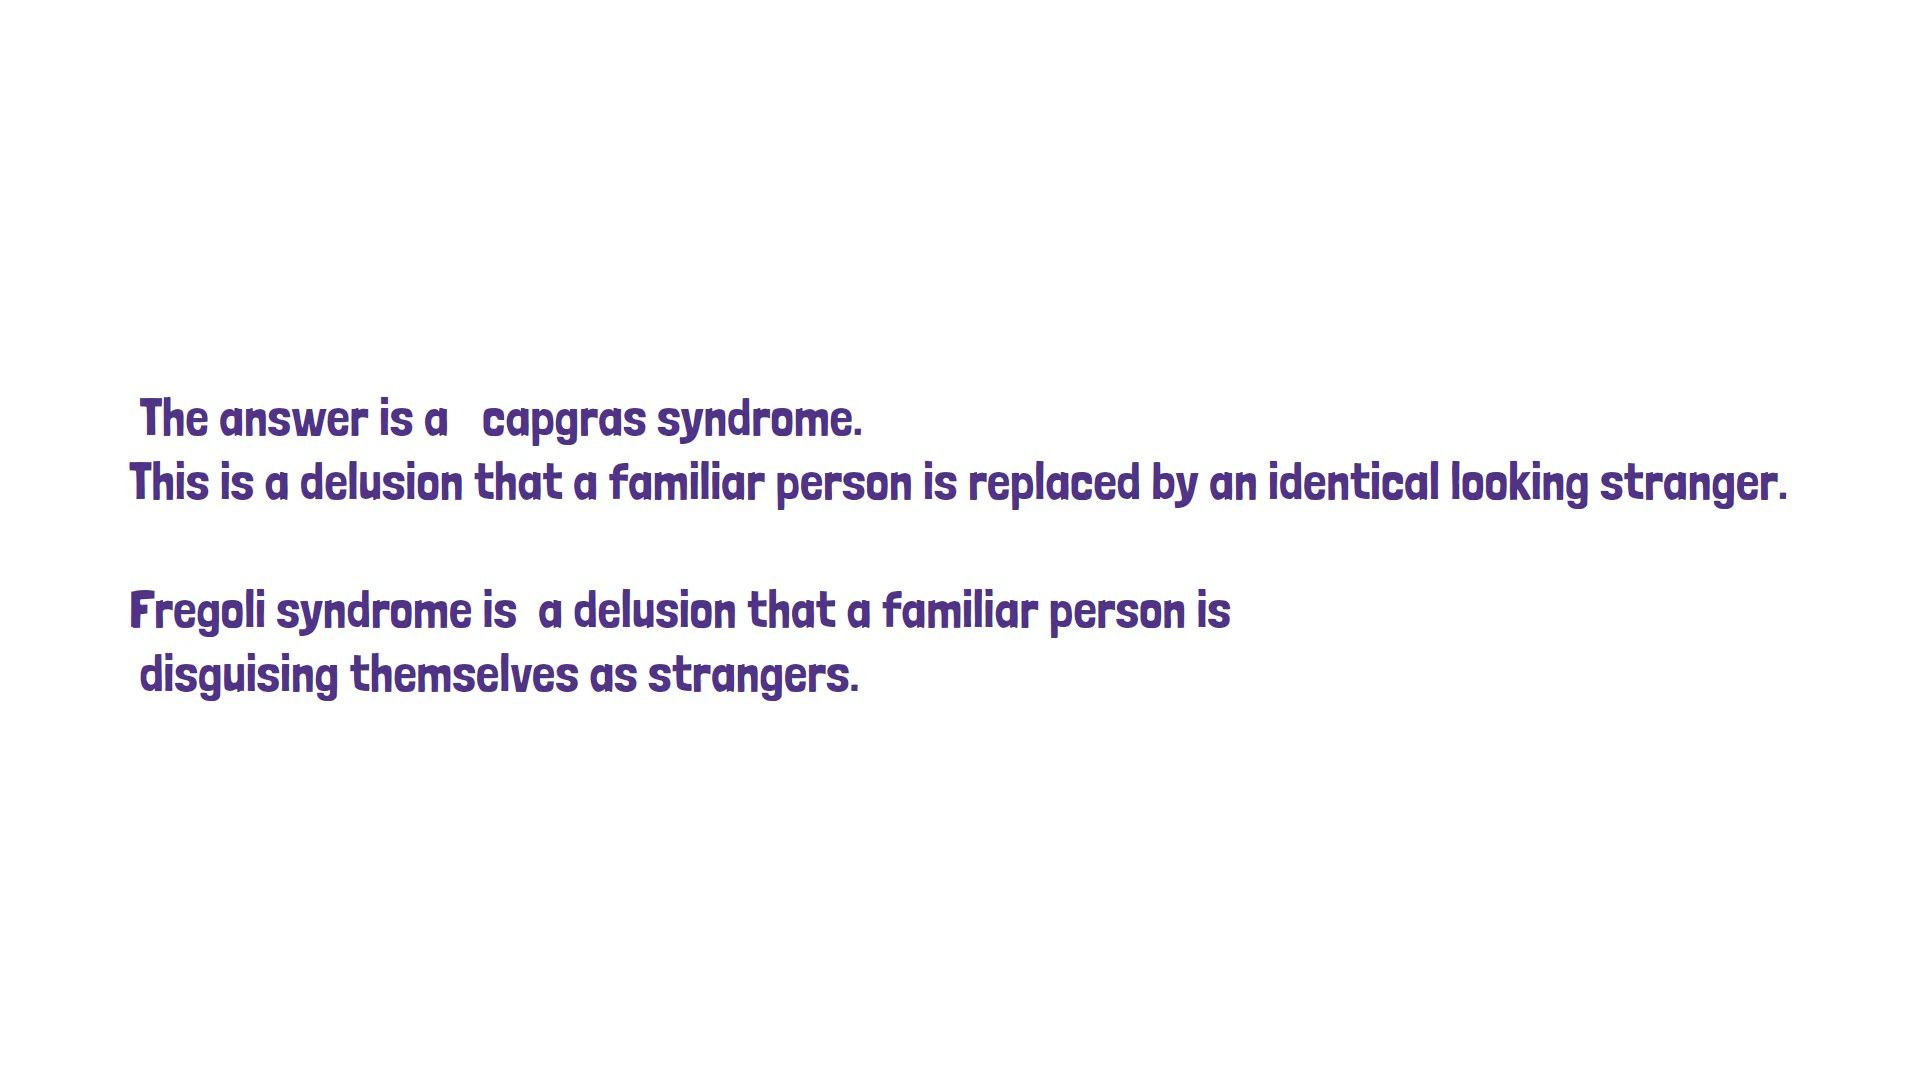 The answer is a   capgras syndrome.
This is a delusion that a familiar person is replaced by an identical looking stranger.
Fregoli syndrome is  a delusion that a familiar person is
disguising themselves as strangers.